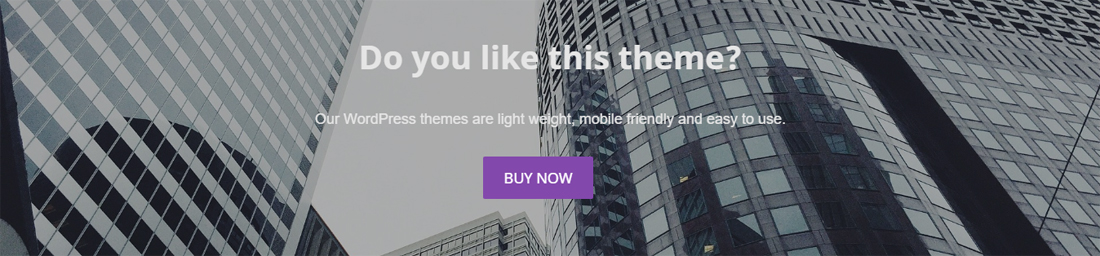 Do you like this theme?
Our WordPress themes are light weight, mobile friendly and easy to use.
BUY NOW